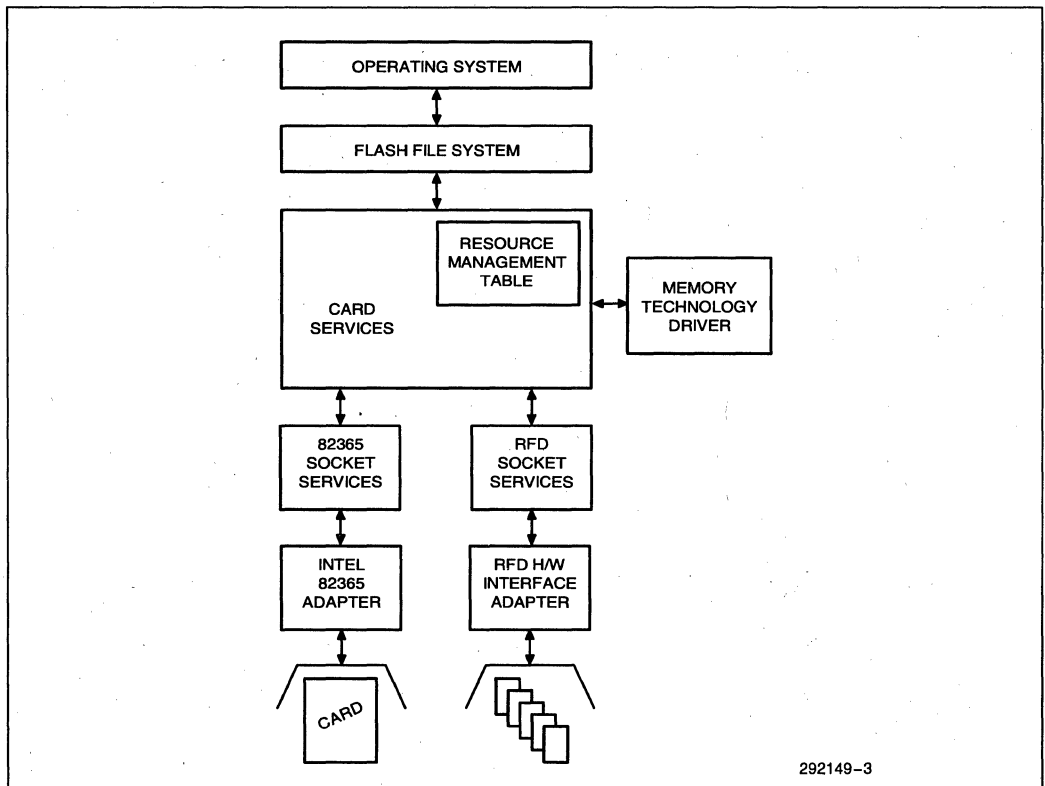 OPERATING SYSTEM
FLASH FILE SYSTEM
RESOURCE
MANAGEMENT
TABLE
CARD
SERVICES
MEMORY
TECHNOLOGY
DRIVER
82365
SOCKET
SERVICES
RFD
SOCKET
SERVICES
INTEL
82365
ADAPTER
RFD H/W
INTERFACE
ADAPTER
CARD
292149-3